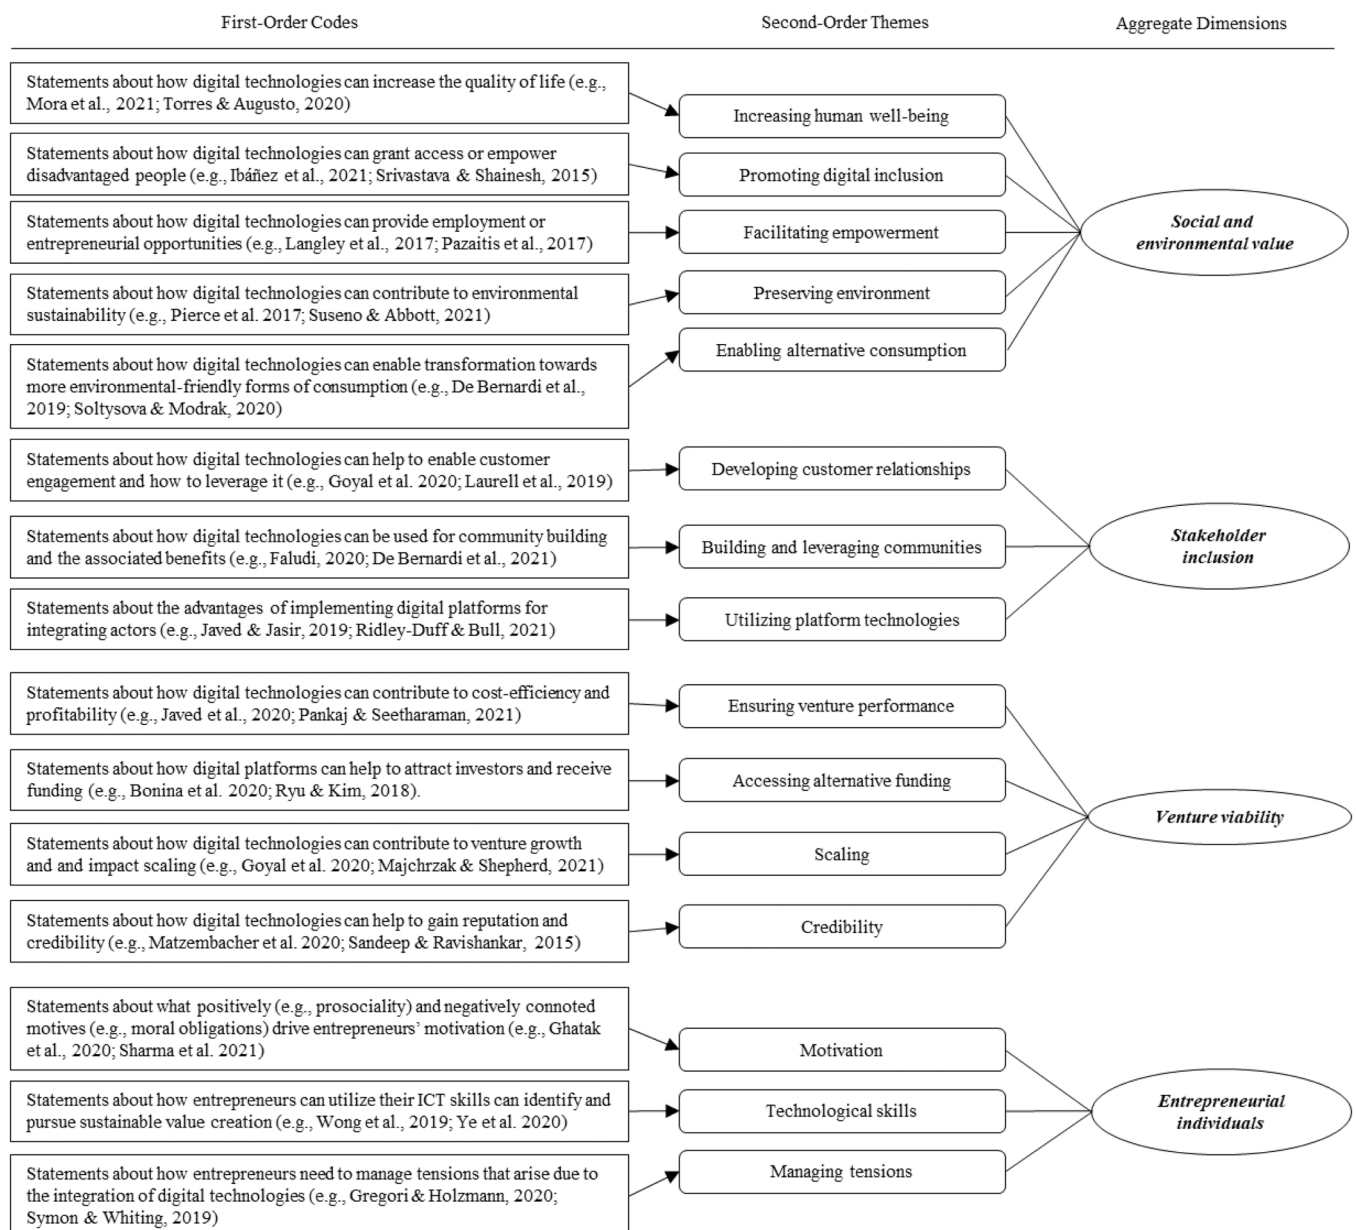 First-Order Codes
Second-Order Themes
Aggregate Dimensions
Statements about how digital technologies can increase the quality of life (e.g.,
Mora et al., 2021; Torres & Augusto, 2020)
Increasing human well-being
Statements about how digital technologies can grant access or empower
disadvantaged people (e.g., Ibáñez et al., 2021; Srivastava & Shainesh, 2015)
Promoting digital inclusion
Statements about how digital technologies can provide employment or
entrepreneurial opportunities (e.g., Langley et al., 2017; Pazaitis et al., 2017)
Facilitating empowerment
Statements about how digital technologies can contribute to environmental
sustainability (e.g., Pierce et al. 2017; Suseno & Abbott, 2021)
Preserving environment
Statements about how digital technologies can enable transformation towards
more environmental-friendly forms of consumption (e.g., De Bernardi et al.,
2019; Soltysova & Modrak, 2020)
Enabling alternative consumption
Social and
environmental value
Statements about how digital technologies can help to enable customer
engagement and how to leverage it (e.g., Goyal et al. 2020; Laurell et al., 2019)
Developing customer relationships
Statements about how digital technologies can be used for community building
and the associated benefits (e.g., Faludi, 2020; De Bernardi et al., 2021)
Building and leveraging communities
Statements about the advantages of implementing digital platforms for
integrating actors (e.g., Javed & Jasir, 2019; Ridley-Duff & Bull, 2021)
Utilizing platform technologies
Stakeholder
inclusion
Statements about how digital technologies can contribute to cost-efficiency and
profitability (e.g., Javed et al., 2020; Pankaj & Seetharaman, 2021)
Ensuring venture performance
Statements about how digital platforms can help to attract investors and receive
funding (e.g., Bonina et al. 2020; Ryu & Kim, 2018).
Accessing alternative funding
Statements about how digital technologies can contribute to venture growth
and and impact scaling (e.g., Goyal et al. 2020; Majchrzak & Shepherd, 2021)
Scaling
Statements about how digital technologies can help to gain reputation and
credibility (e.g., Matzembacher et al. 2020; Sandeep & Ravishankar, 2015)
Credibility
Venture viability
Statements about what positively (e.g., prosociality) and negatively connoted
motives (e.g., moral obligations) drive entrepreneurs' motivation (e.g., Ghatak
et al., 2020; Sharma et al. 2021)
Motivation
Statements about how entrepreneurs can utilize their ICT skills can identify and
pursue sustainable value creation (e.g., Wong et al., 2019; Ye et al. 2020)
Technological skills
Statements about how entrepreneurs need to manage tensions that arise due to
the integration of digital technologies (e.g., Gregori & Holzmann, 2020;
Symon & Whiting, 2019)
Managing tensions
Entrepreneurial
individuals